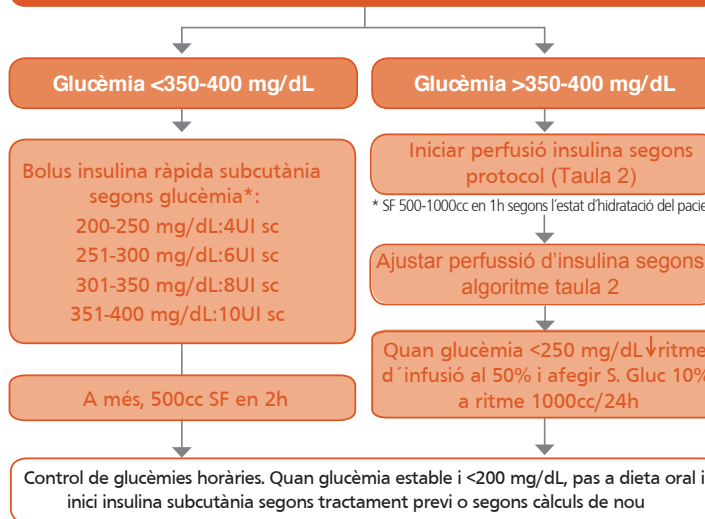 Glucèmia <350-400 mg/dL
Bolus insulina ràpida subcutània
segons glucèmia*:
200-250 mg/dL:4UI sc
251-300 mg/dL:6UI sc
301-350 mg/dL:8UI sc
351-400 mg/dL:10UI sc
A més, 500cc SF en 2h
Glucèmia >350-400 mg/dL
Iniciar perfusió insulina segons
protocol (Taula 2)
* SF 500-1000cc en 1h segons l'estat d'hidratació del
Ajustar perfussió d'insulina segons
algoritme taula 2
Quan glucèmia <250 mg/dL↓ritme
d´infusió al 50% i afegir S. Gluc 10%
a ritme 1000cc/24h
Control de glucèmies horàries. Quan glucèmia estable i <200 mg/dL, pas a dieta oral i
inici insulina subcutània segons tractament previ o segons càlculs de nou